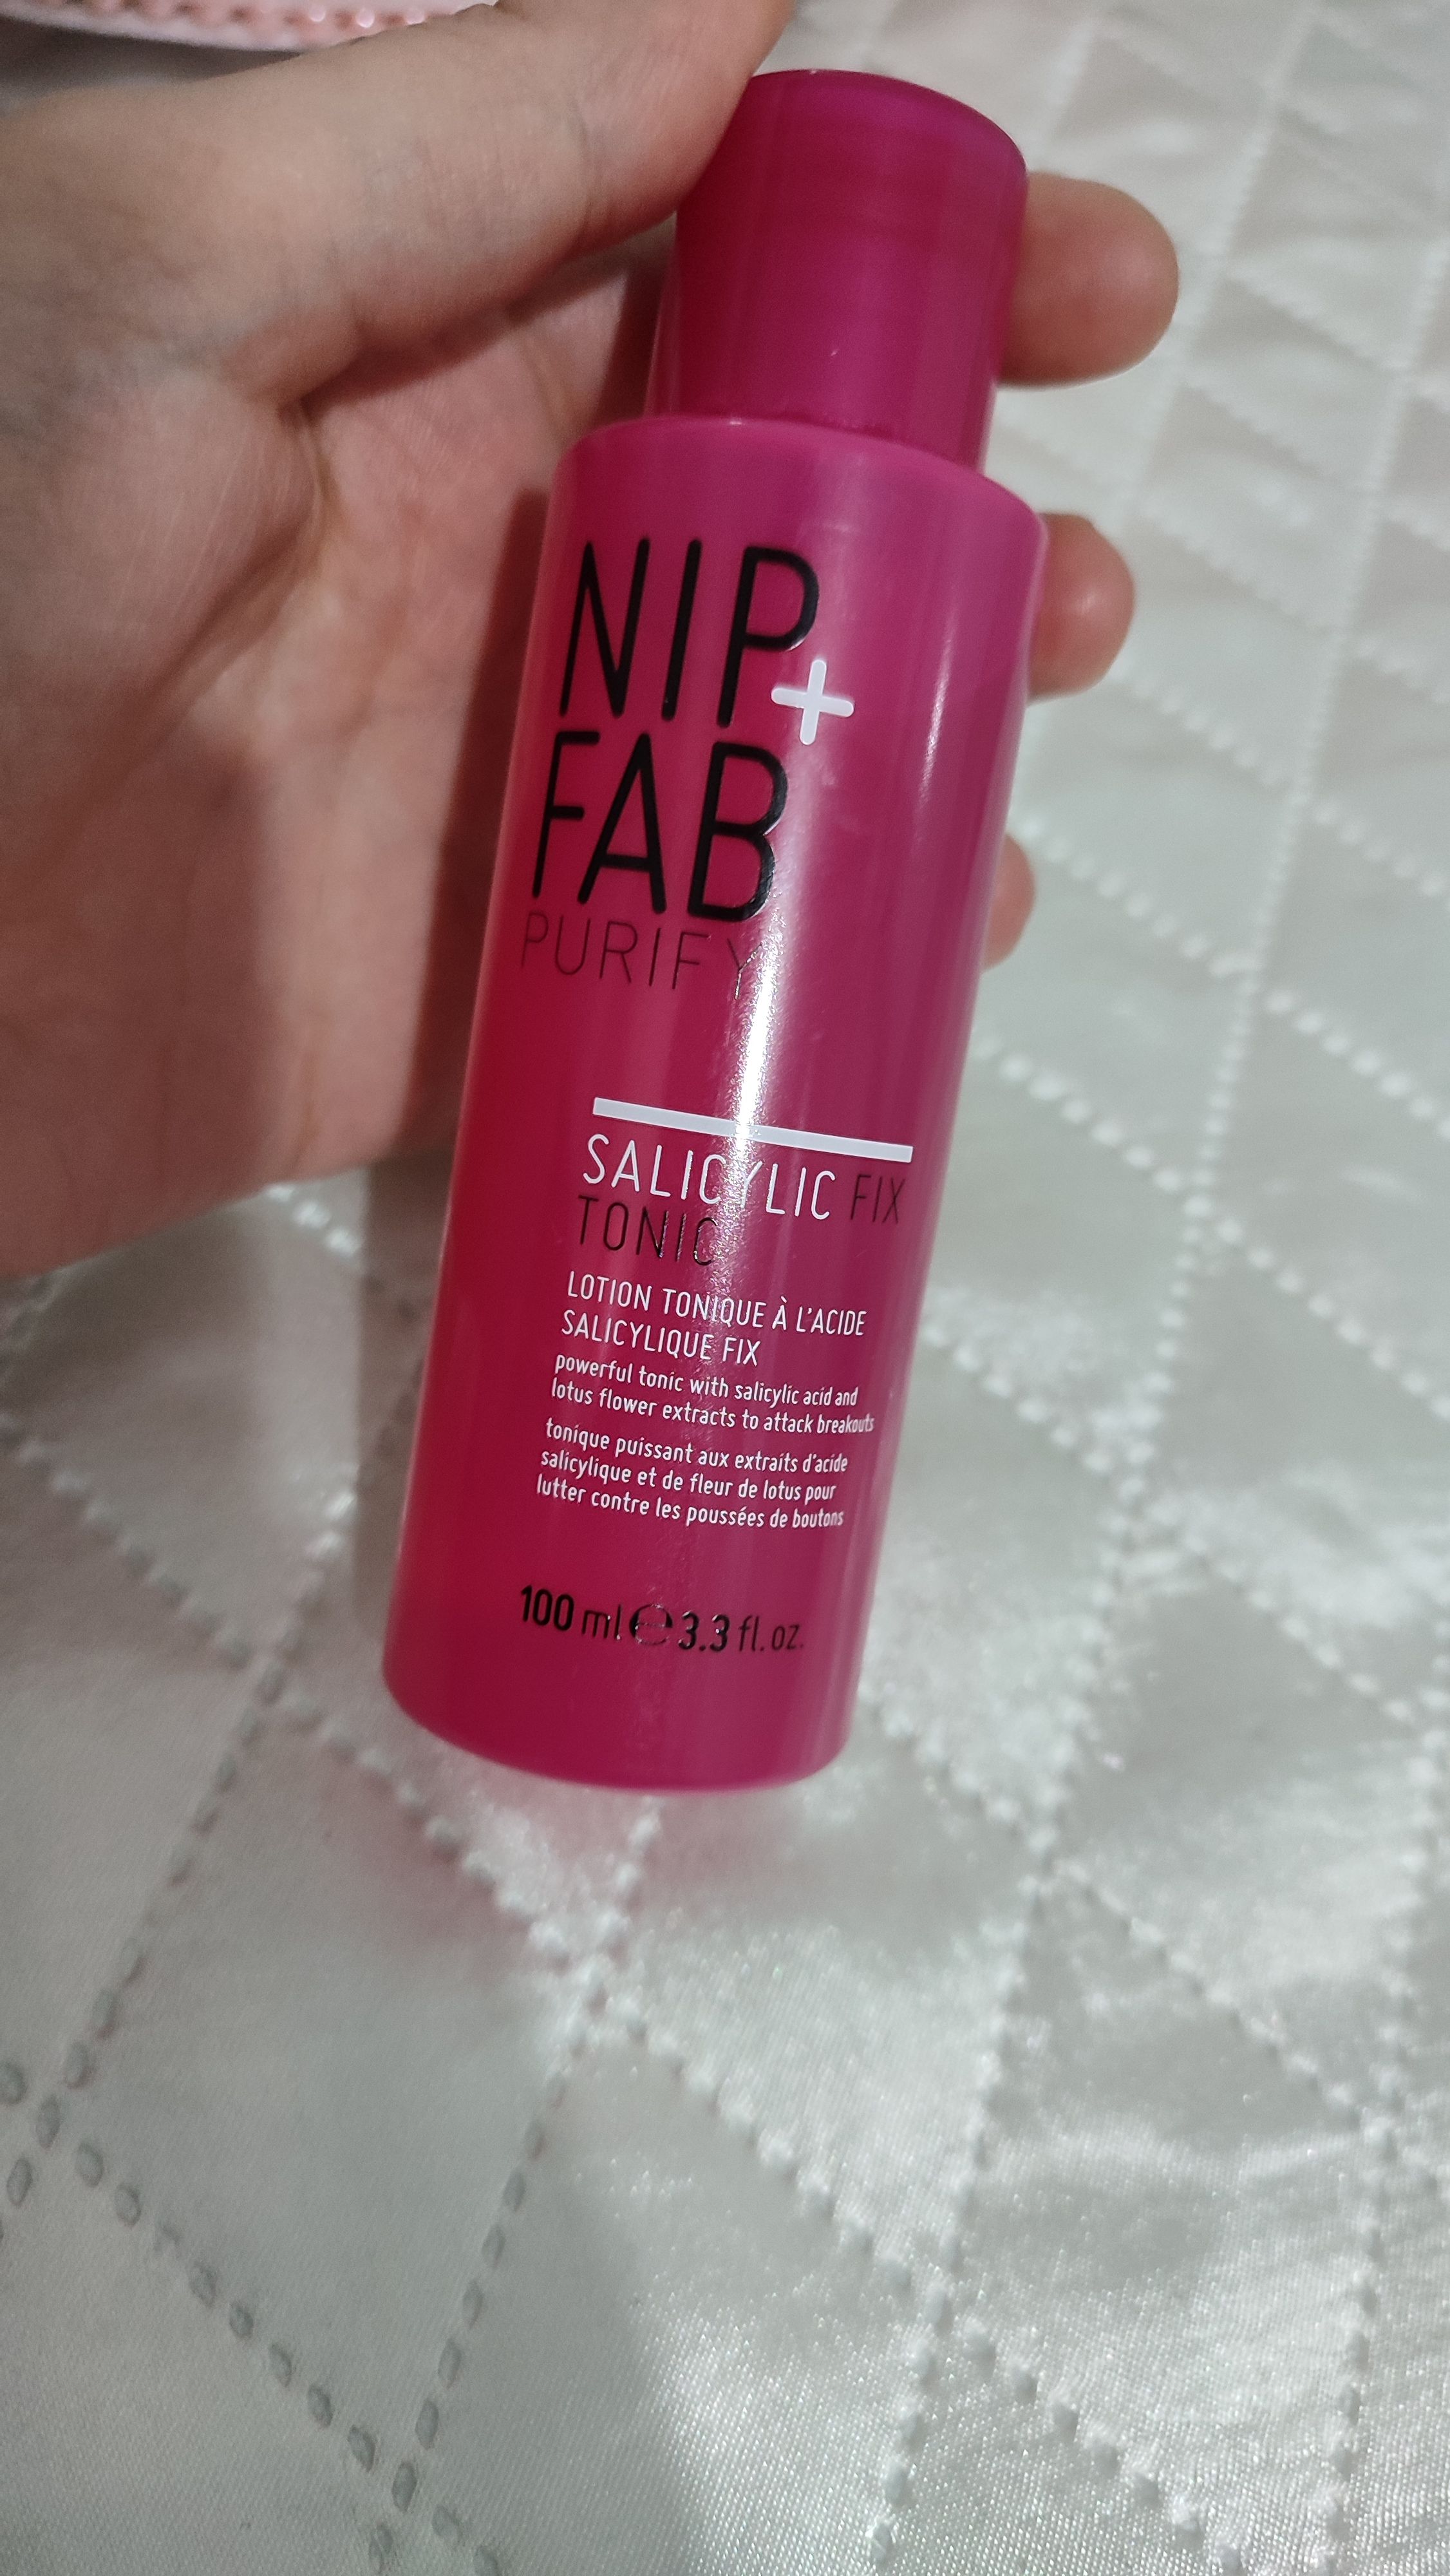 NIP+
FAB
PURIFY
SALICYLIC FIX
TONIC
LOTION TONIQUE À L'ACIDE
SALICYLIQUE FIX
powerful tonic with salicylic acid and
lotus flower extracts to attack breakouts
tonique puissant aux extraits d'acide
salicylique et de fleur de lotus pour
lutter contre les poussées de boutons
100 ml ℮ 3.3 fl. oz.